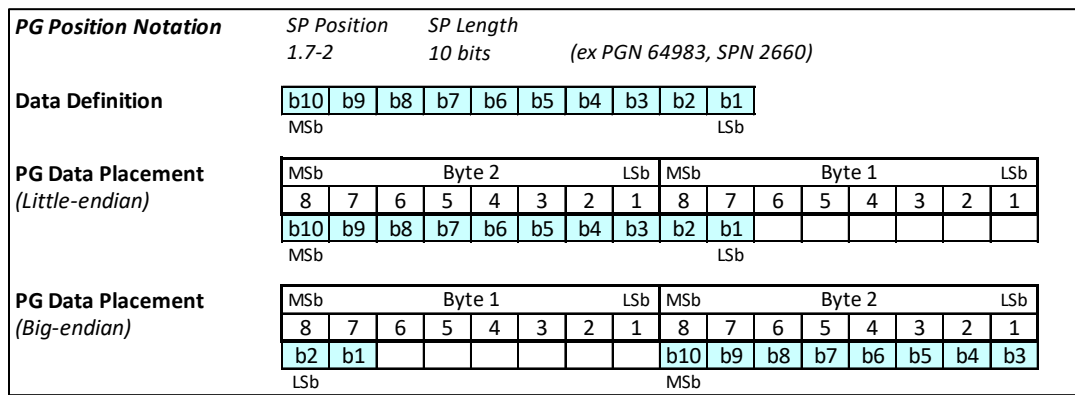 PG Position Notation SP Position SP Length
1.7-2 10 bits (ex PGN 64983, SPN 2660)
Data Definition b10 b9 b8 b7 b6 b5 b4 b3 b2 b1
MSb LSb
PG Data Placement MSb Byte 2 LSb MSb Byte 1 LSb
(Little-endian) 8 7 6 5 4 3 2 1 8 7 6 5 4 3 2 1
b10 b9 b8 b7 b6 b5 b4 b3 b2 b1
MSb LSb
PG Data Placement MSb Byte 1 LSb MSb Byte 2 LSb
(Big-endian) 8 7 6 5 4 3 2 1 8 7 6 5 4 3 2 1
b2 b1 b10 b9 b8 b7 b6 b5 b4 b3
LSb MSb